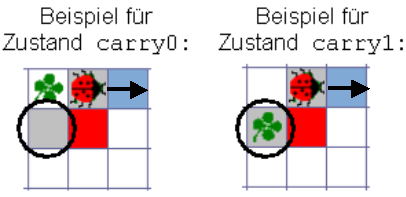 Beispiel für
Zustand carry0:
Beispiel für
Zustand carry1: